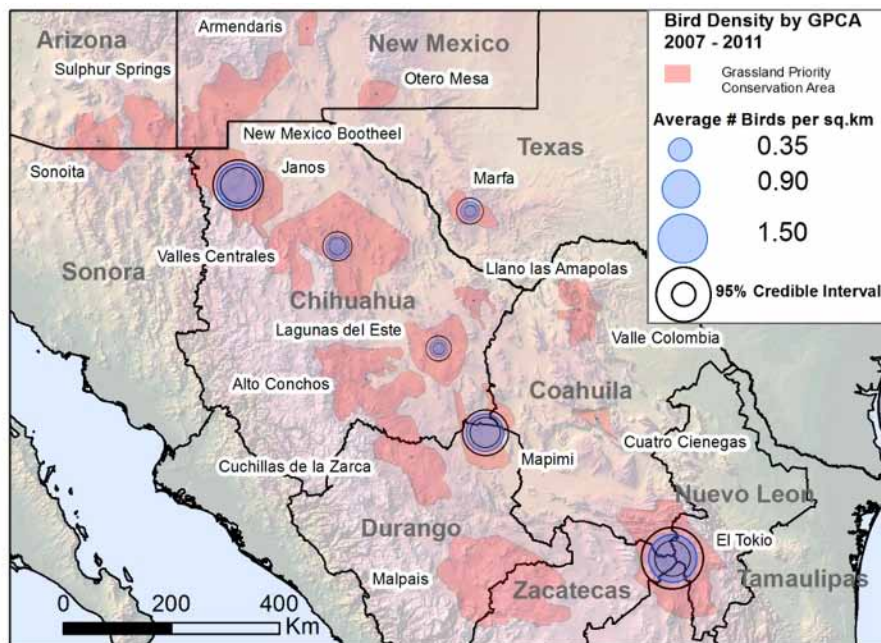 Arizona
Armendaris
New Mexico
Sulphur Springs
Otero Mesa
New Mexico Bootheel
Texas
Sonoita
Janos
Marfa
Valles Centrales
Sonora
Llano las Amapolas
Chihuahua
Lagunas del Este
Valle Colombia
Alto Conchos
Coahuila
Cuatro Cienegas
Cuchillas de la Zarca
Mapimi
Nuevo Leon
Durango
El Tokio
Malpais
Zacatecas
Tamaulipas
0 200 400
Km
Bird Density by GPCA
2007 - 2011
Grassland Priority
Conservation Area
Average # Birds per sq.km
0.35
0.90
1.50
95% Credible Interval